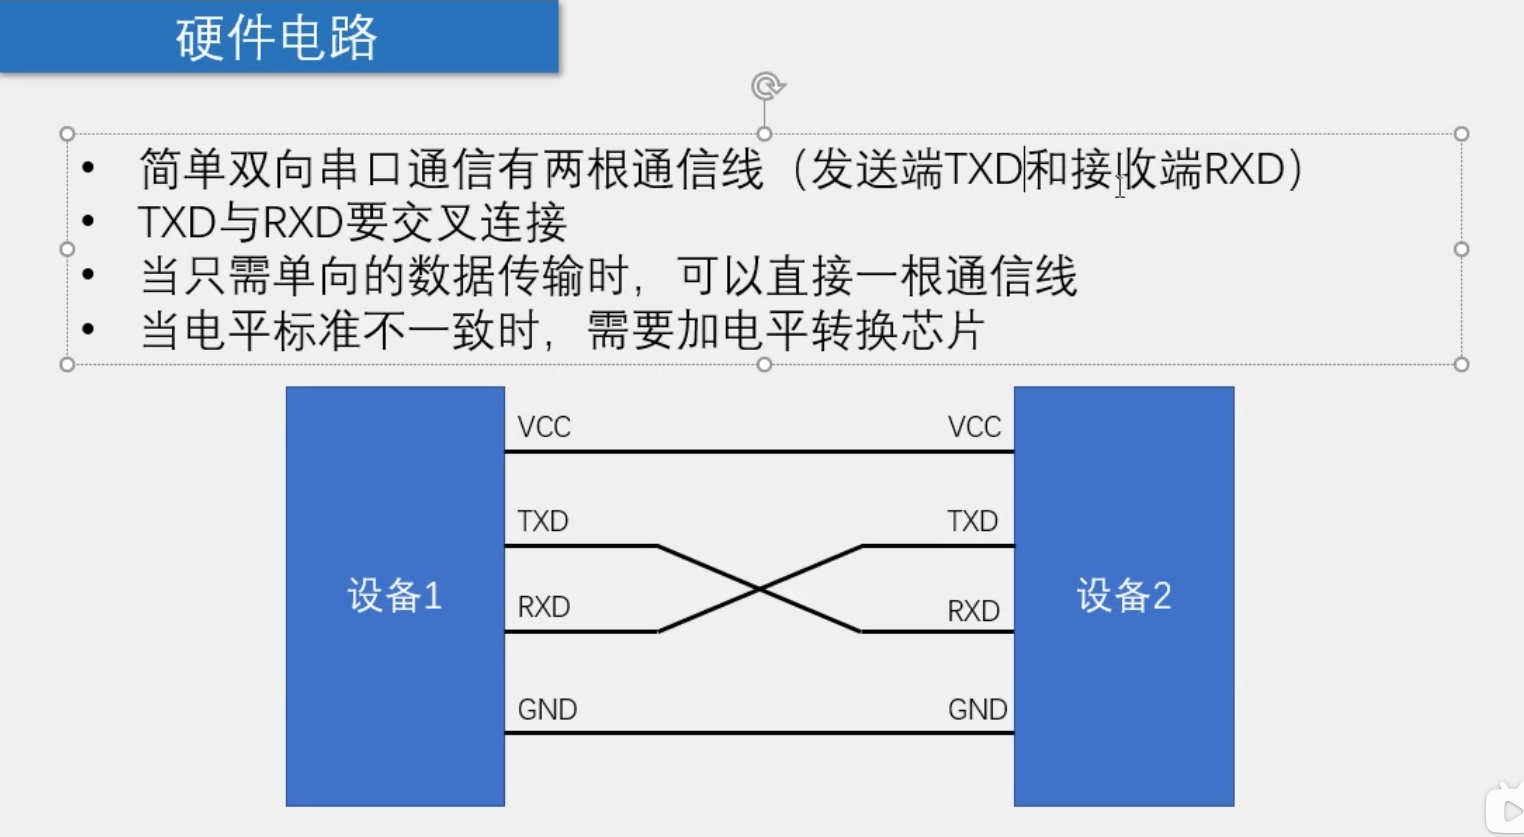 硬件电路
• 简单双向串口通信有两根通信线（发送端TXD和接收端RXD）
• TXD与RXD要交叉连接
• 当只需单向的数据传输时，可以直接一根通信线
• 当电平标准不一致时，需要加电平转换芯片
VCC VCC
TXD TXD
设备1 设备2
RXD RXD
GND GND